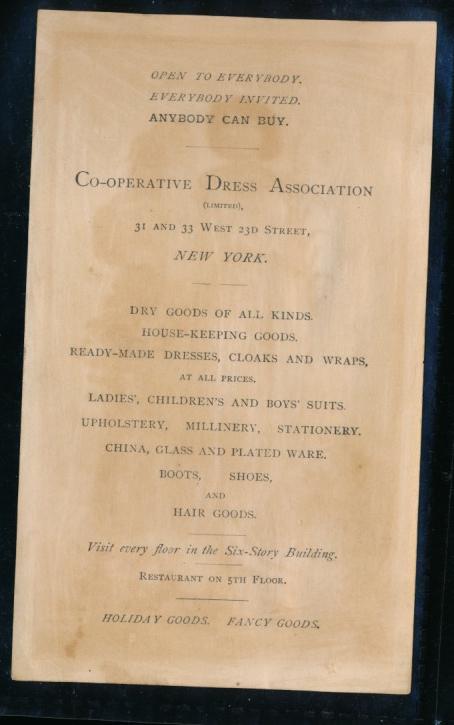 OPEN TO EVERYBODY.
EVERYBODY INVITED.
ANYBODY CAN BUY.
CO-OPERATIVE DRESS ASSOCIATION
(LIMITED),
31 AND 33 WEST 23D STREET,
NEW YORK.
DRY GOODS OF ALL KINDS.
HOUSE-KEEPING GOODS.
READY-MADE DRESSES, CLOAKS AND WRAPS,
AT ALL PRICES.
LADIES', CHILDREN'S AND BOYS' SUITS.
UPHOLSTERY, MILLINERY, STATIONERY.
CHINA, GLASS AND PLATED WARE.
BOOTS, SHOES,
AND
HAIR GOODS.
Visit every floor in the Six-Story Building.
RESTAURANT ON 5TH FLOOR.
HOLIDAY GOODS. FANCY GOODS.